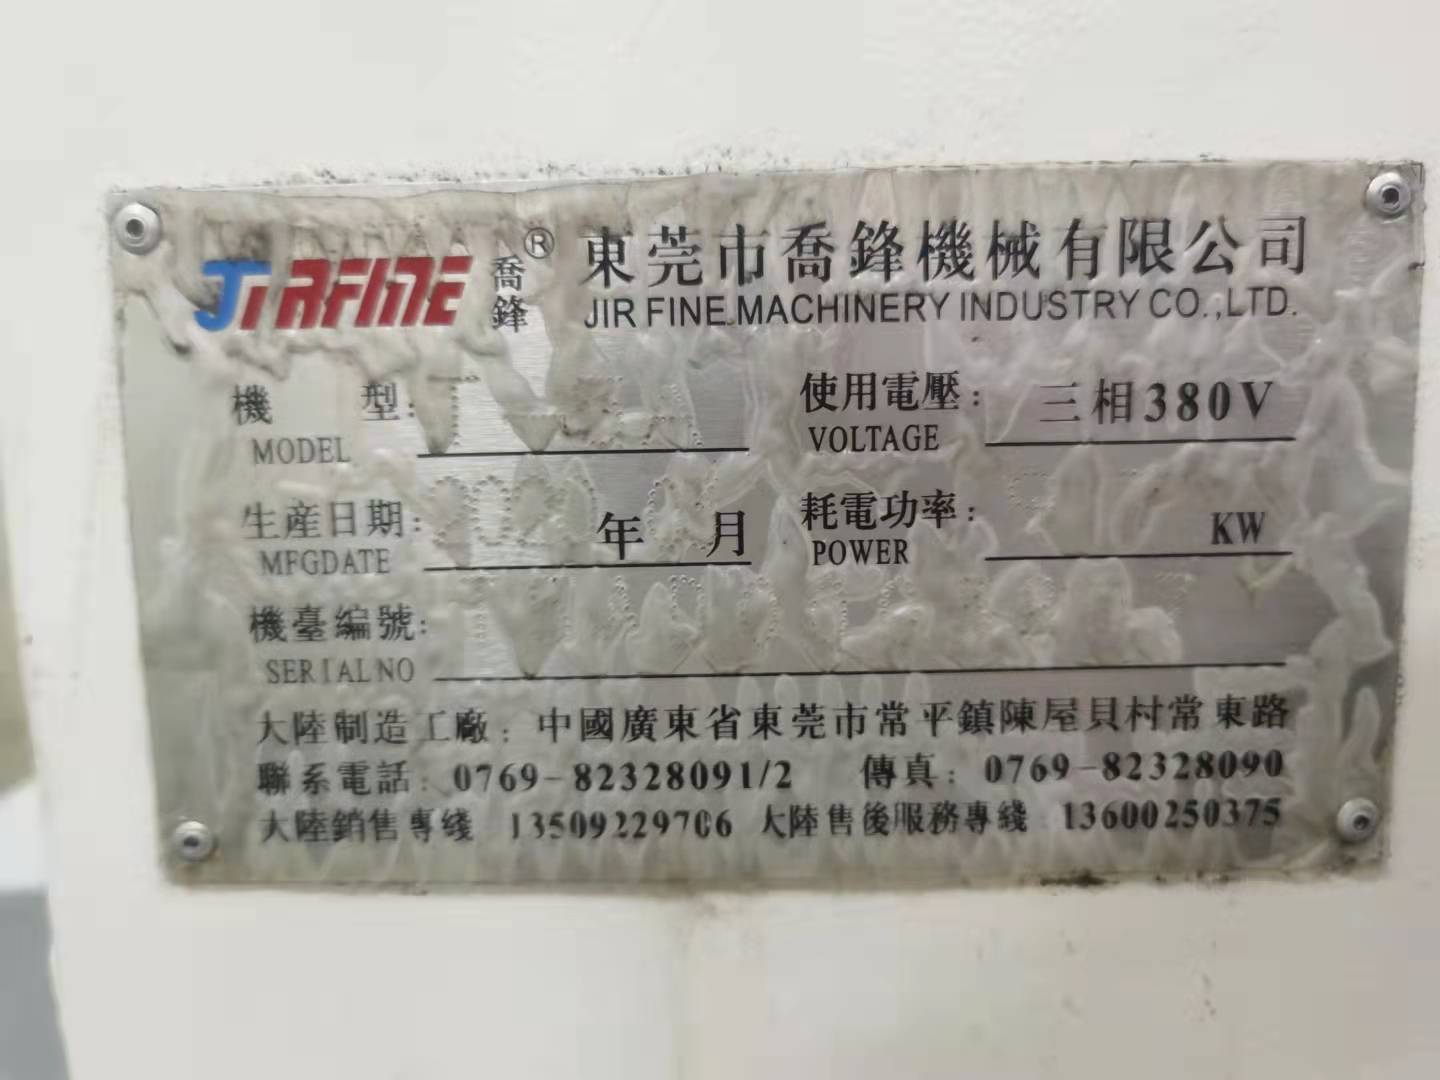 JIRFINE 喬鋒 ® 東莞市喬鋒機械有限公司
JIR FINE MACHINERY INDUSTRY CO.,LTD.
機 型: 使用電壓: 三相380V
MODEL VOLTAGE
生産日期: 年 月 耗電功率: KW
MFGDATE POWER
機臺編號:
SERIALNO
大陸制造工廠: 中國廣東省東莞市常平鎮陳屋貝村常東路
聯系電話: 0769-82328091/2 傳真: 0769-82328090
大陸銷售專綫 13509229706 大陸售後服務專綫 13600250375